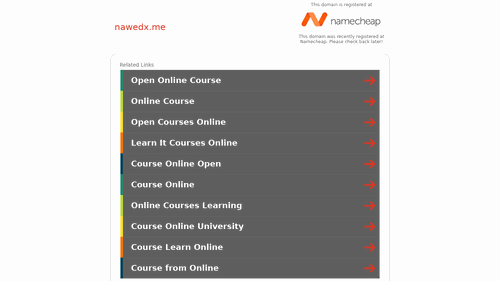 This domain is registered at
namecheap
nawedx.me
This domain was recently registered at
Namecheap. Please check back later!
Related Links
Open Online Course
Online Course
Open Courses Online
Learn It Courses Online
Course Online Open
Course Online
Online Courses Learning
Course Online University
Course Learn Online
Course from Online